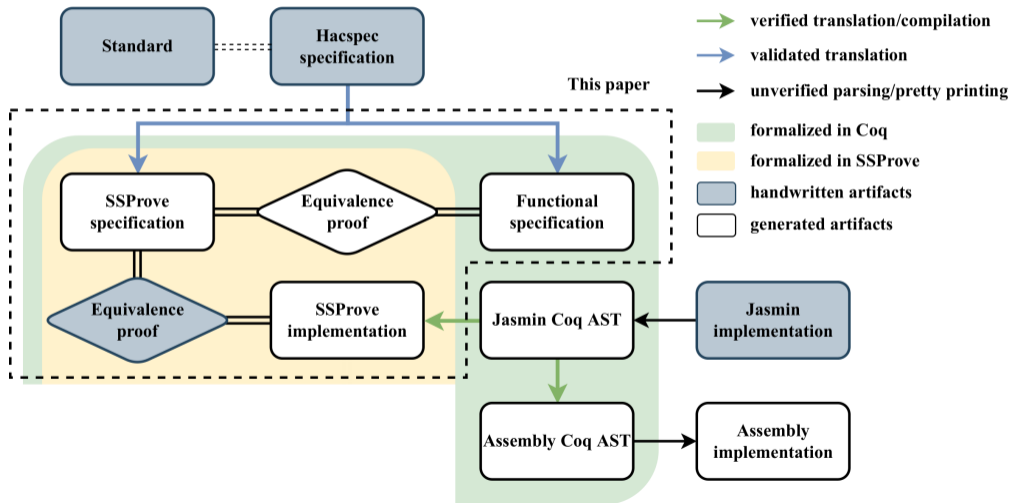 Standard
Hacspec
specification
This paper
verified translation/compilation
validated translation
unverified parsing/pretty printing
formalized in Coq
formalized in SSProve
handwritten artifacts
generated artifacts
SSProve
specification
Equivalence
proof
Functional
specification
Equivalence
proof
SSProve
implementation
Jasmin Coq AST
Jasmin
implementation
Assembly Coq AST
Assembly
implementation